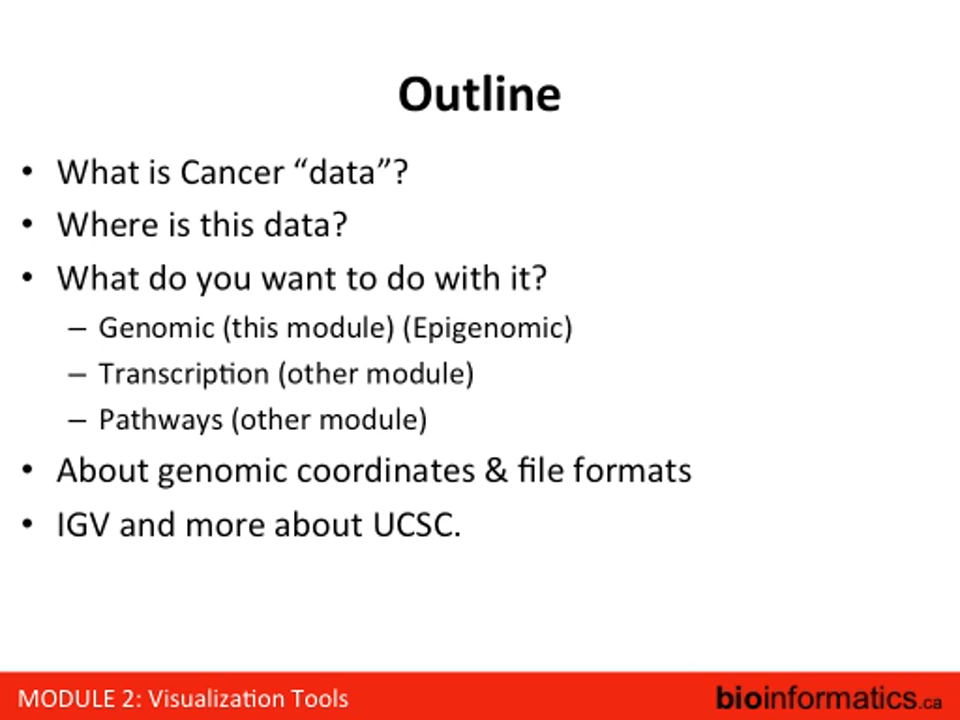 Outline
• What is Cancer “data”?
• Where is this data?
• What do you want to do with it?
– Genomic (this module) (Epigenomic)
– Transcription (other module)
– Pathways (other module)
• About genomic coordinates & file formats
• IGV and more about UCSC.
MODULE 2: Visualization Tools
bioinformatics.ca